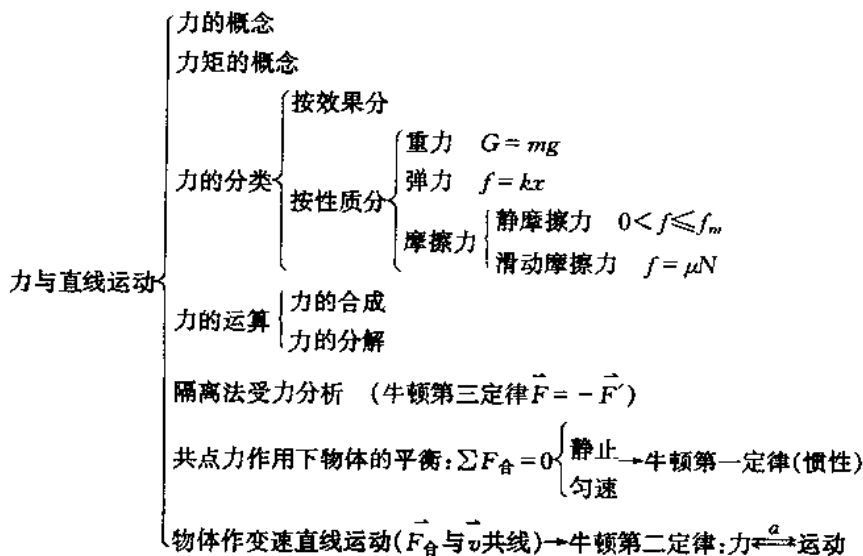 力的概念
力矩的概念
按效果分
重力 G = mg
力的分类
弹力 f = kx
按性质分
静摩擦力 0 < f ⩽ fₘ
摩擦力
滑动摩擦力 f = μN
力与直线运动
力的合成
力的运算
力的分解
隔离法受力分析 (牛顿第三定律F⃗ = − F⃗′)
共点力作用下物体的平衡:∑F合 = 0 静止→牛顿第一定律(惯性)
匀速
物体作变速直线运动(F⃗合与v⃗共线)→牛顿第二定律:力⇌a运动